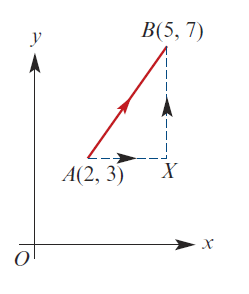 B(5, 7)
y
A(2, 3)
X
x
O